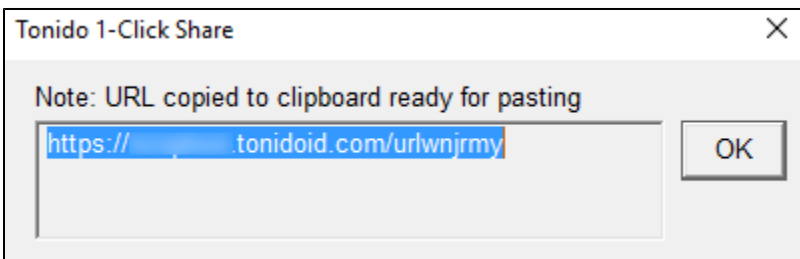 Tonido 1-Click Share
Note: URL copied to clipboard ready for pasting
https:// .tonidoid.com/urlwnjrmy
OK